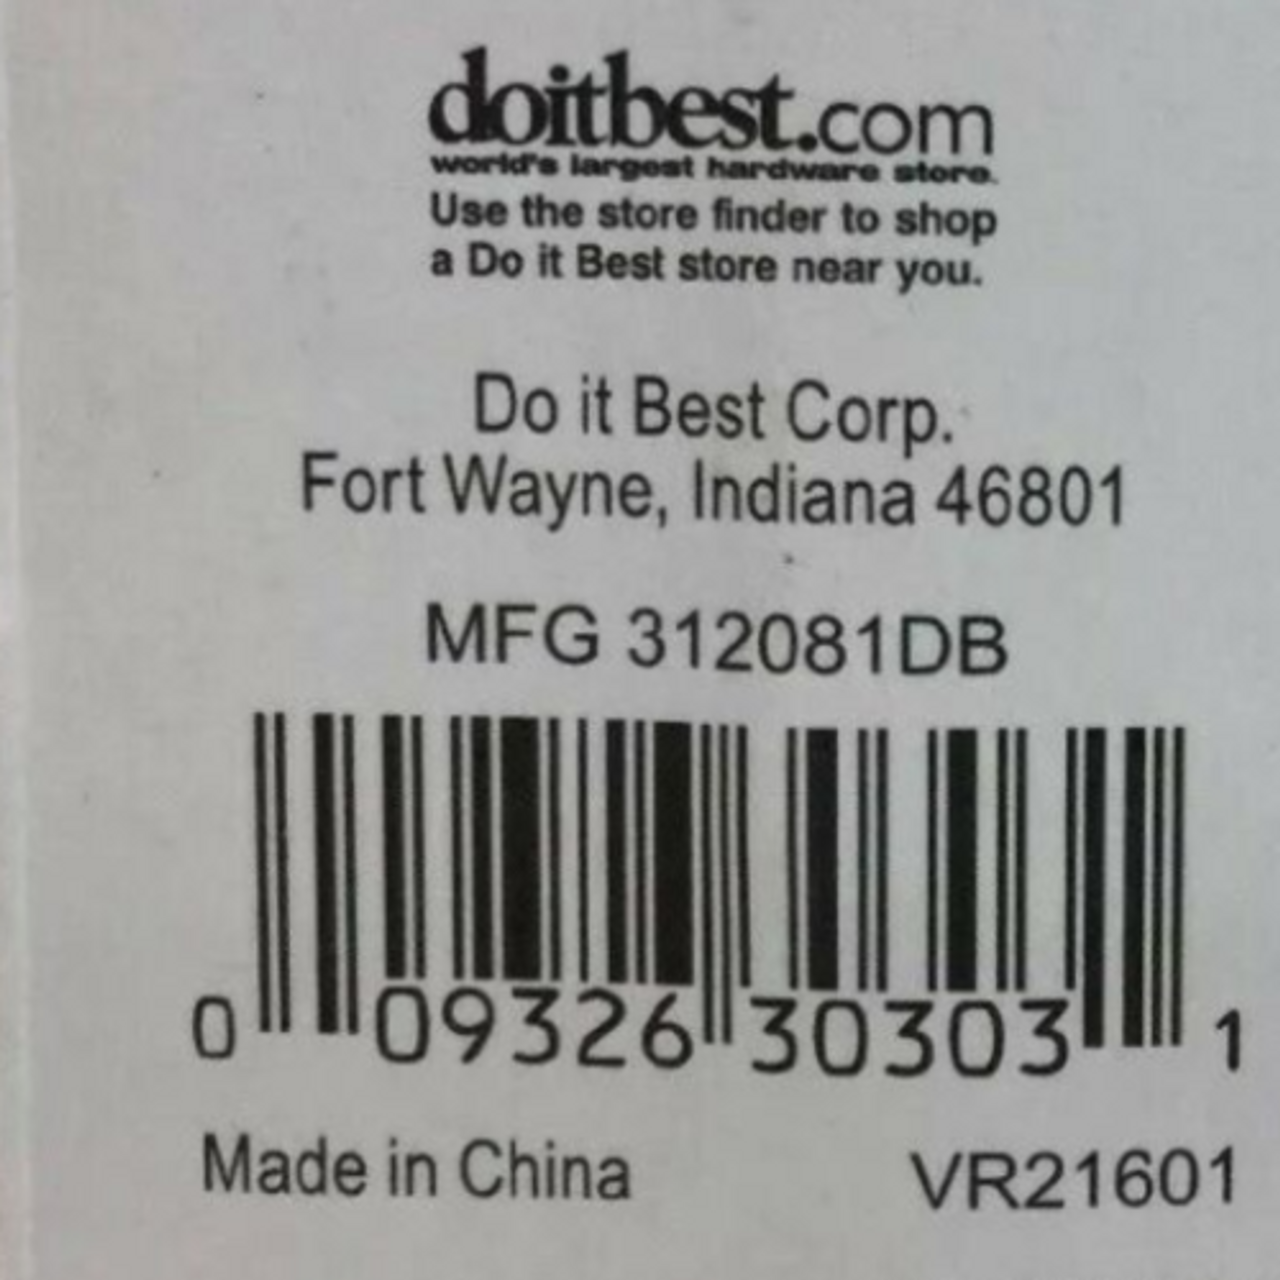 doitbest.com
world's largest hardware store.
Use the store finder to shop
a Do it Best store near you.
Do it Best Corp.
Fort Wayne, Indiana 46801
MFG 312081DB
0 09326 30303 1
Made in China VR21601